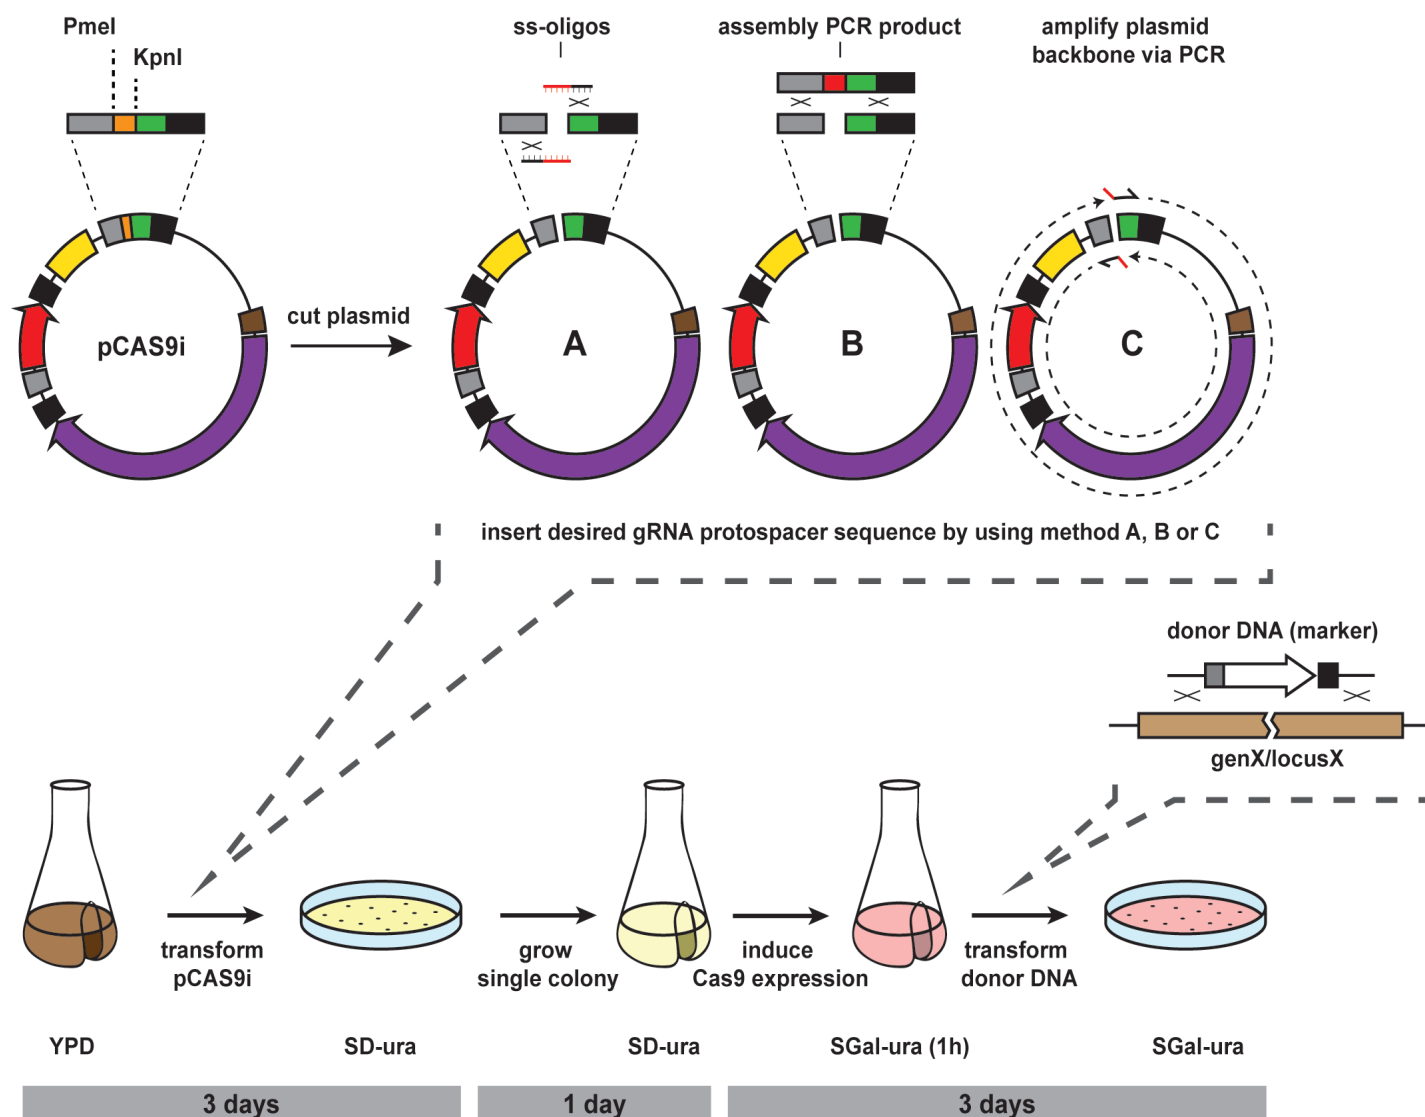 PmeI
KpnI
ss-oligos
assembly PCR product
amplify plasmid
backbone via PCR
pCAS9i
cut plasmid
A
B
C
insert desired gRNA protospacer sequence by using method A, B or C
donor DNA (marker)
genX/locusX
transform
pCAS9i
grow
single colony
induce
Cas9 expression
transform
donor DNA
YPD
SD-ura
SD-ura
SGal-ura (1h)
SGal-ura
3 days
1 day
3 days